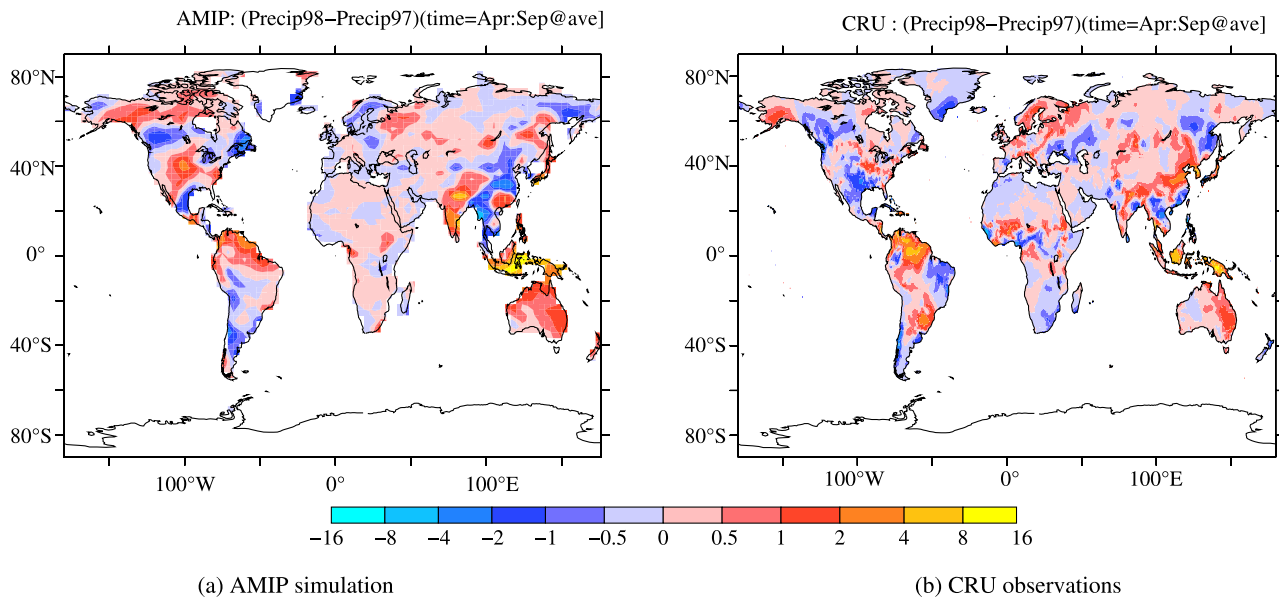 AMIP: (Precip98−Precip97)(time=Apr:Sep@ave]
CRU : (Precip98−Precip97)(time=Apr:Sep@ave]
80°N
40°N
0°
40°S
80°S
100°W 0° 100°E
80°N
40°N
0°
40°S
80°S
100°W 0° 100°E
−16 −8 −4 −2 −1 −0.5 0 0.5 1 2 4 8 16
(a) AMIP simulation
(b) CRU observations